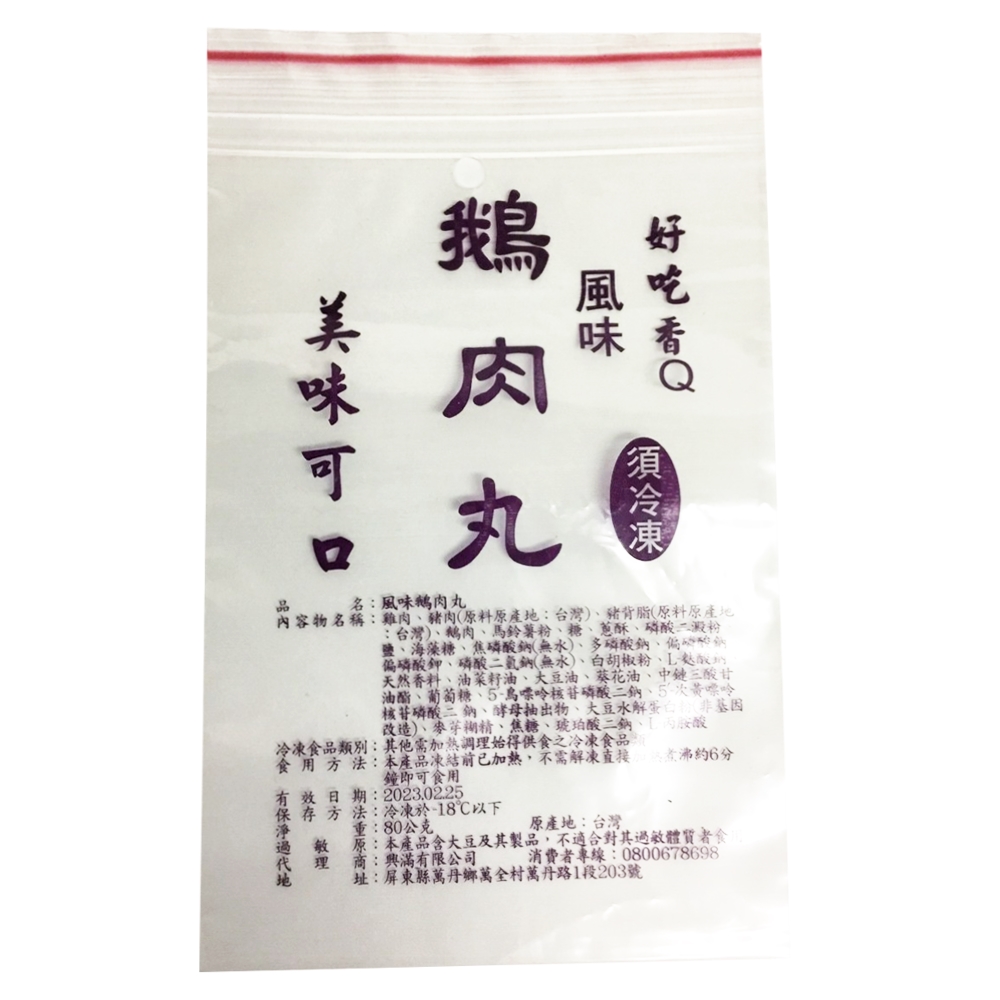 好吃香Q
風味
鵝肉丸
美味可口
須冷凍
品名：風味鵝肉丸
內容物名稱：雞肉、豬肉(原料原產地：台灣)、豬背脂(原料原產地
：台灣)、鵝肉、馬鈴薯粉、糖、蔥酥、磷酸二澱粉
鹽、海藻糖、焦磷酸鈉(無水)、多磷酸鈉、偏磷酸鈉
偏磷酸鉀、磷酸二氫鈉(無水)、白胡椒粉、L-麩酸鈉
天然香料、油菜籽油、大豆油、葵花油、中鏈三酸甘
油酯、葡萄糖、5-鳥嘌呤核苷磷酸二鈉、5-次黃嘌呤
核苷磷酸二鈉、酵母抽出物、大豆水解蛋白 非基因
改造)、麥芽糊精、焦糖、琥珀酸二鈉、L-丙胺酸
冷凍食品類別：其他需加熱調理始得供食之冷凍食品
食用方法：本產品凍結前已加熱，不需解凍直接 煮沸約6分
鐘即可食用
有效日期：2023.02.25
保存方法：冷凍於-18℃以下
淨重：80公克 原產地：台灣
過敏原：本產品含大豆及其製品，不適合對其過敏體質者食
代理商：興滿有限公司 消費者專線：0800678698
地址：屏東縣萬丹鄉萬全村萬丹路1段203號